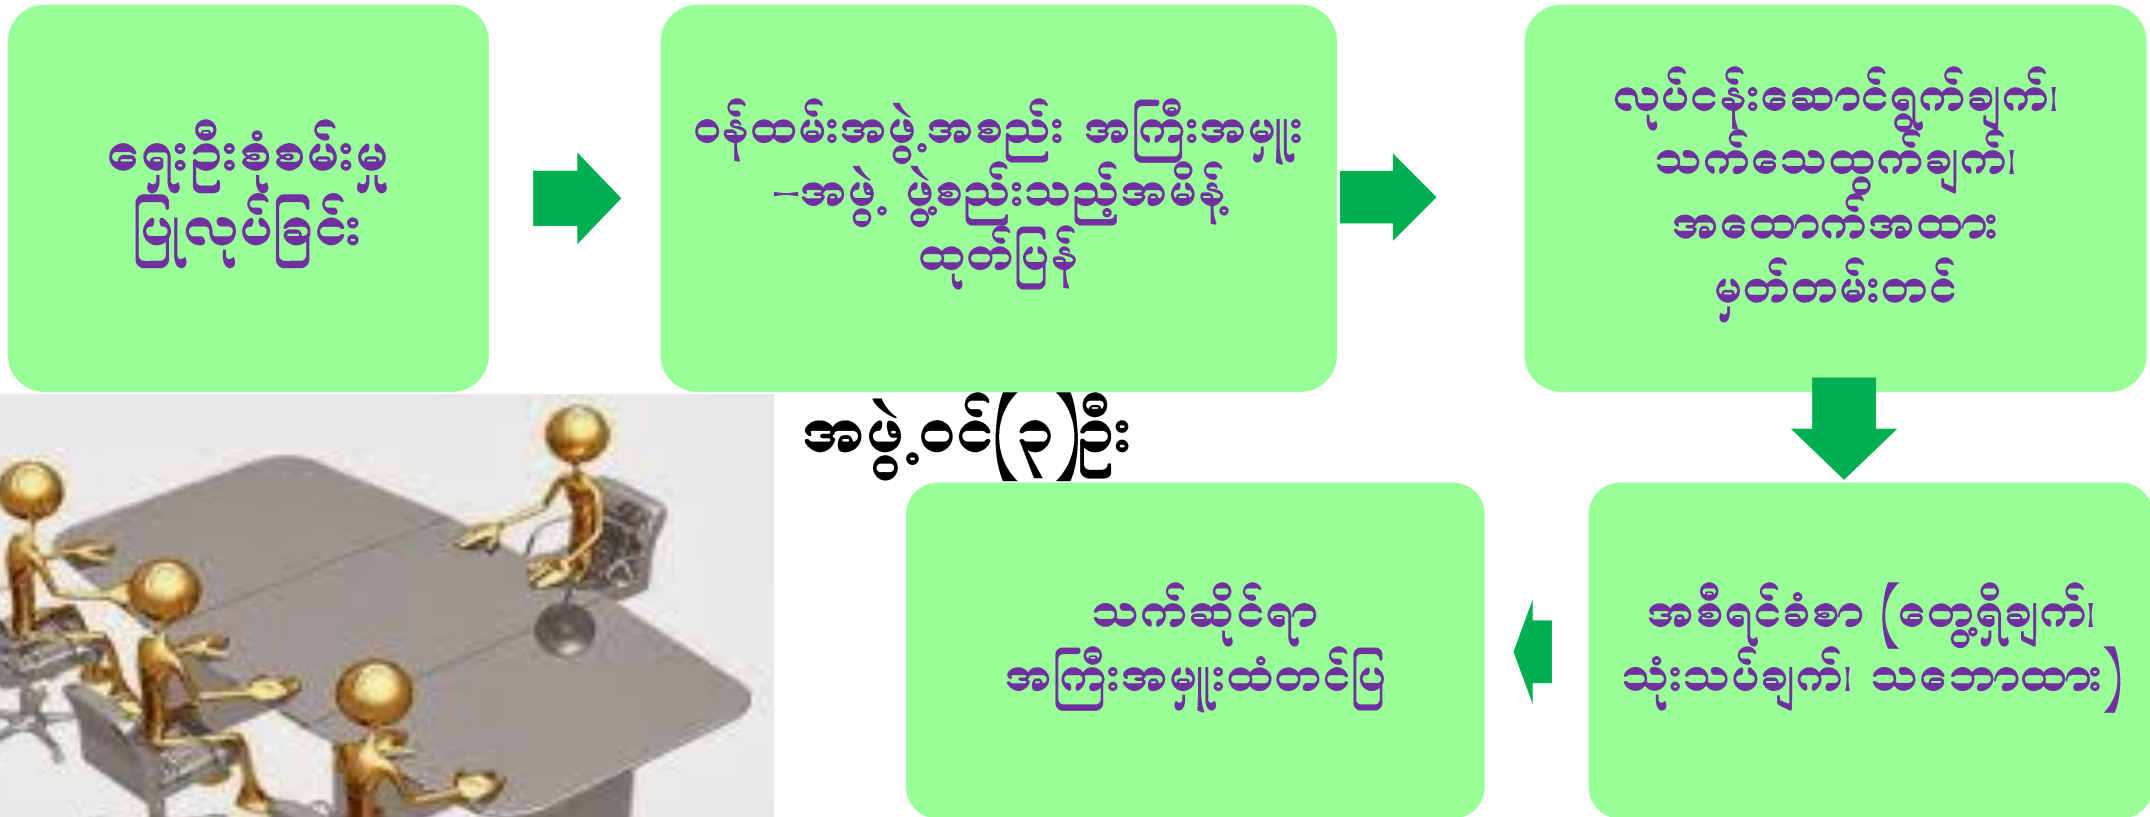 ရှေးဦးစုံစမ်းမှု
ပြုလုပ်ခြင်း
ဝန်ထမ်းအဖွဲ့အစည်း အကြီးအမှူး
-အဖွဲ့ ဖွဲ့စည်းသည့်အမိန့်
ထုတ်ပြန်
လုပ်ငန်းဆောင်ရွက်ချက်၊
သက်သေထွက်ချက်၊
အထောက်အထား
မှတ်တမ်းတင်
အဖွဲ့ဝင်(၃)ဦး
အစီရင်ခံစာ (တွေ့ရှိချက်၊
သုံးသပ်ချက်၊ သဘောထား)
သက်ဆိုင်ရာ
အကြီးအမှူးထံတင်ပြ